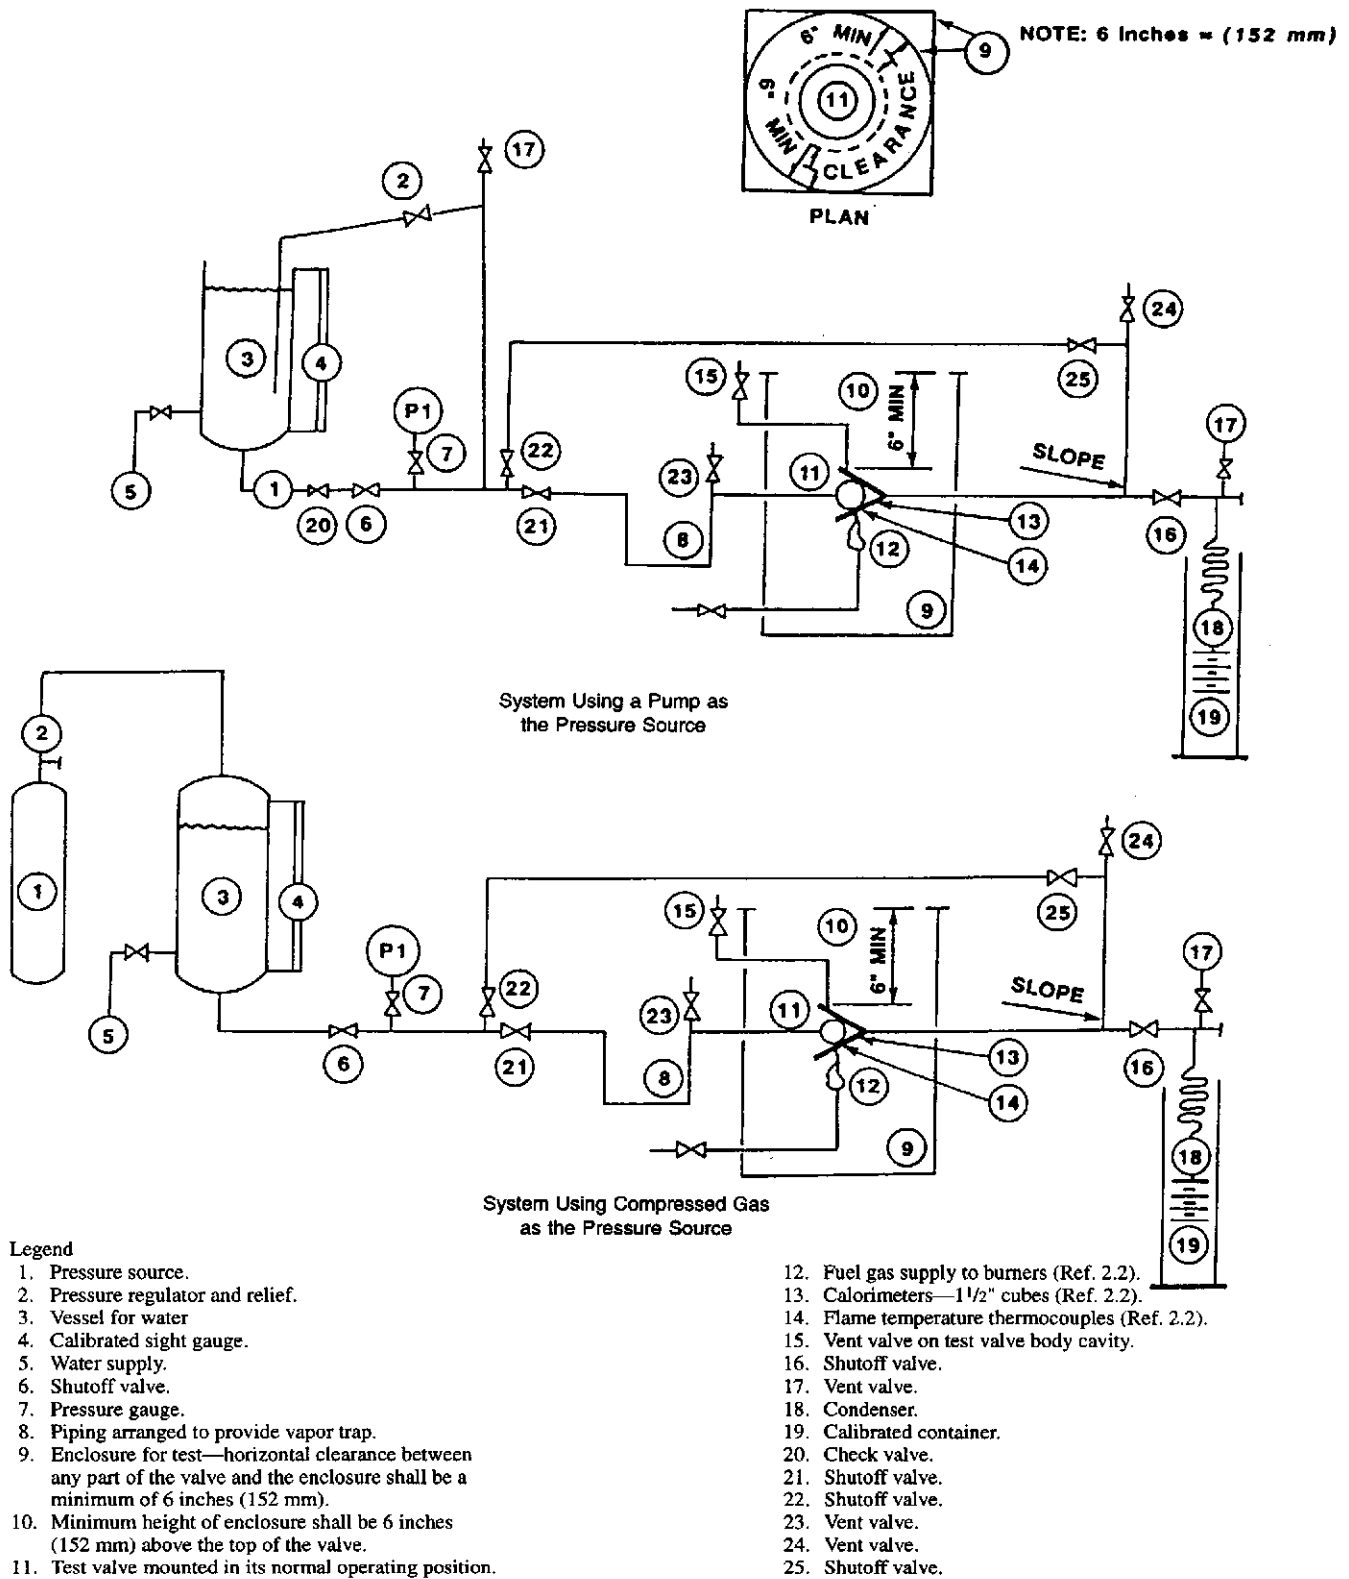 NOTE: 6 Inches = (152 mm)
9
6" MIN
6" MIN
CLEARANCE
11
PLAN
17
2
3
4
5
1
20
6
P1
7
22
21
23
8
15
10
6" MIN
11
12
13
14
9
24
25
SLOPE
17
16
18
19
System Using a Pump as
the Pressure Source
2
1
3
4
5
6
P1
7
22
21
23
8
15
10
6" MIN
11
12
13
14
9
24
25
SLOPE
17
16
18
19
System Using Compressed Gas
as the Pressure Source
Legend
1. Pressure source.
2. Pressure regulator and relief.
3. Vessel for water
4. Calibrated sight gauge.
5. Water supply.
6. Shutoff valve.
7. Pressure gauge.
8. Piping arranged to provide vapor trap.
9. Enclosure for test—horizontal clearance between
any part of the valve and the enclosure shall be a
minimum of 6 inches (152 mm).
10. Minimum height of enclosure shall be 6 inches
(152 mm) above the top of the valve.
11. Test valve mounted in its normal operating position.
12. Fuel gas supply to burners (Ref. 2.2).
13. Calorimeters—1 1/2" cubes (Ref. 2.2).
14. Flame temperature thermocouples (Ref. 2.2).
15. Vent valve on test valve body cavity.
16. Shutoff valve.
17. Vent valve.
18. Condenser.
19. Calibrated container.
20. Check valve.
21. Shutoff valve.
22. Shutoff valve.
23. Vent valve.
24. Vent valve.
25. Shutoff valve.